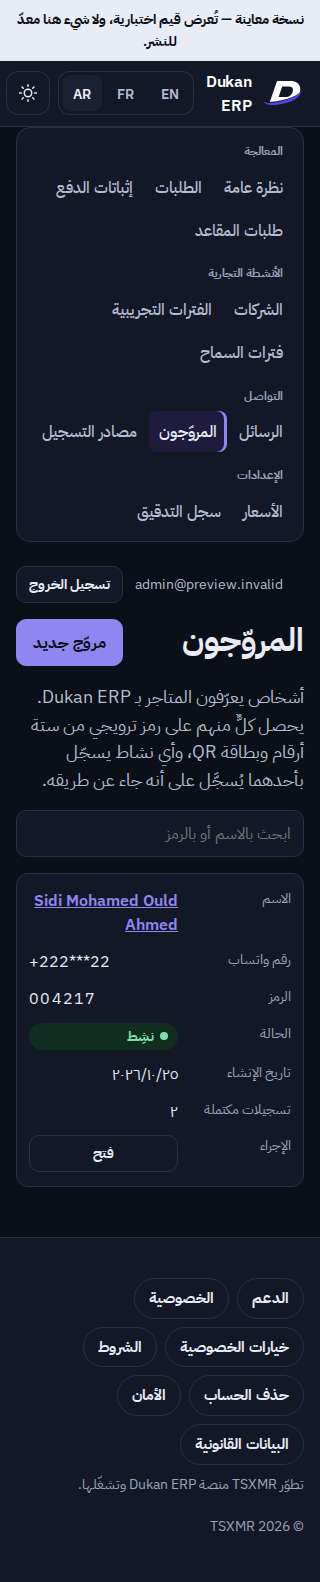 نسخة معاينة — تُعرض قيم اختبارية، ولا شيء هنا معدّ
للنشر.
Dukan
ERP
AR FR EN
المعالجة
نظرة عامة الطلبات إثباتات الدفع
طلبات المقاعد
الأنشطة التجارية
الشركات الفترات التجريبية
فترات السماح
التواصل
الرسائل المروّجون مصادر التسجيل
الإعدادات
الأسعار سجل التدقيق
admin@preview.invalid تسجيل الخروج
المروّجون مروّج جديد
أشخاص يعرّفون المتاجر بـ Dukan ERP.
يحصل كلٌّ منهم على رمز ترويجي من ستة
أرقام وبطاقة QR، وأي نشاط يسجّل
بأحدهما يُسجَّل على أنه جاء عن طريقه.
ابحث بالاسم أو بالرمز
الاسم Sidi Mohamed Ould
Ahmed
رقم واتساب +222***22
الرمز 004217
الحالة نشِط
تاريخ الإنشاء ٢٠٢٦/١٠/٢٥
تسجيلات مكتملة ٢
الإجراء فتح
الدعم الخصوصية
خيارات الخصوصية الشروط
حذف الحساب الأمان
البيانات القانونية
تطوّر TSXMR منصة Dukan ERP وتشغّلها.
© 2026 TSXMR